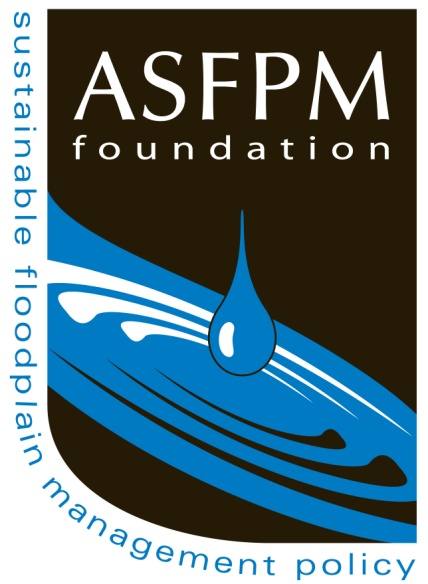 ASFPM
foundation
sustainable floodplain management policy